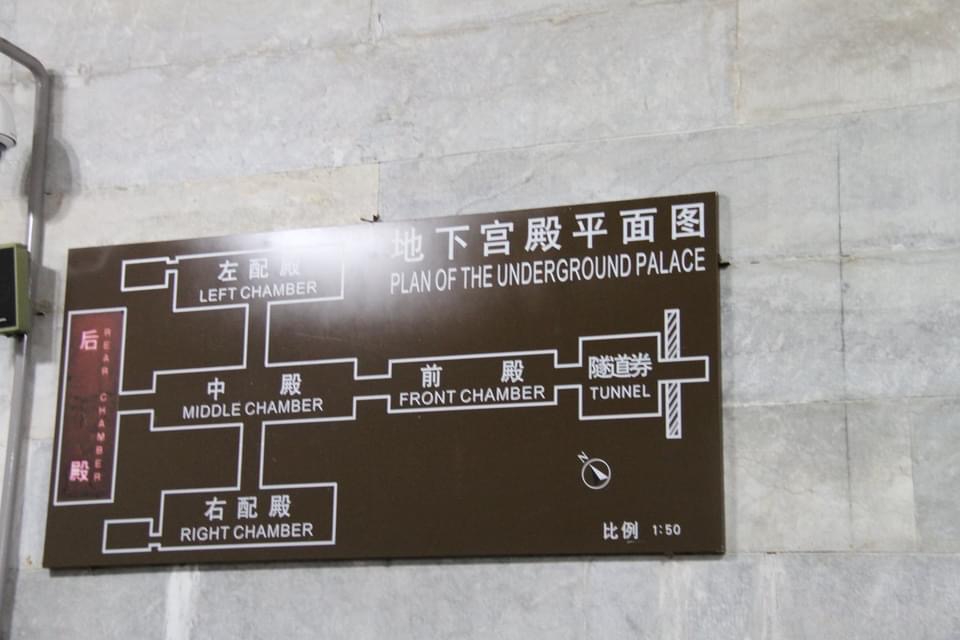 地下宫殿平面图
PLAN OF THE UNDERGROUND PALACE
左配殿
LEFT CHAMBER
后殿
REAR CHAMBER
中殿
MIDDLE CHAMBER
前殿
FRONT CHAMBER
隧道券
TUNNEL
右配殿
RIGHT CHAMBER
N
比例 1:50